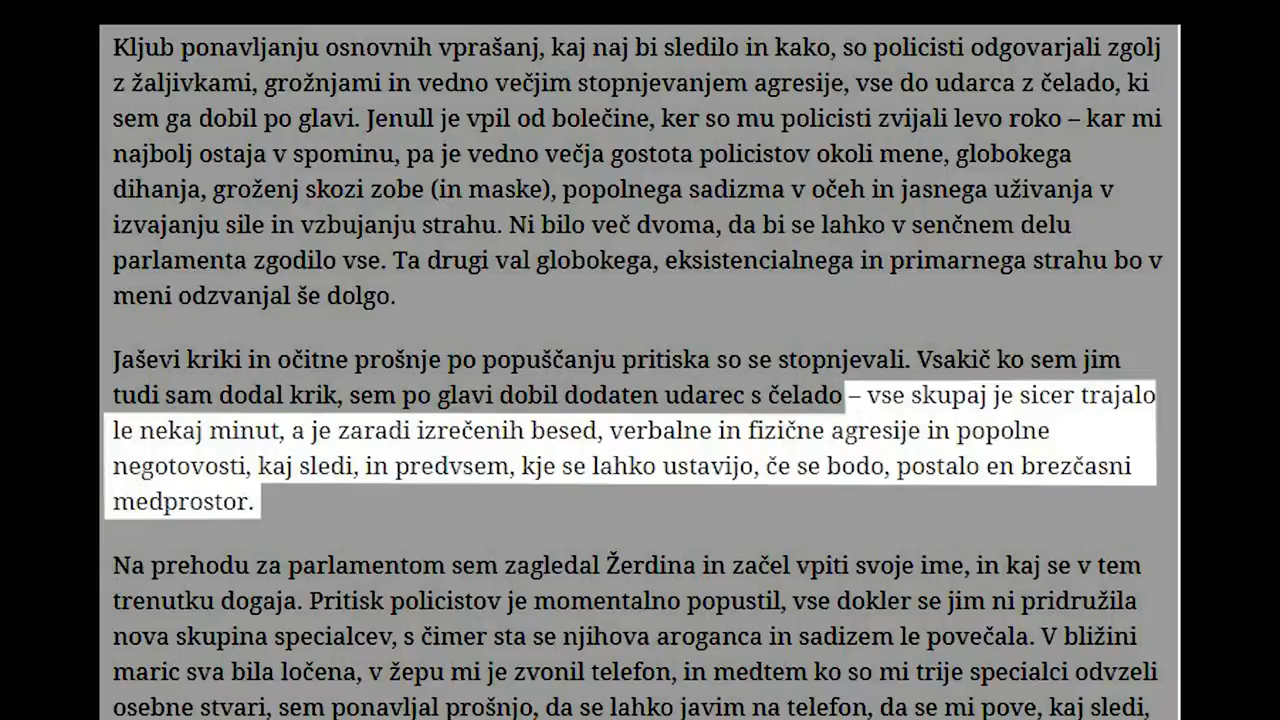 Kljub ponavljanju osnovnih vprašanj, kaj naj bi sledilo in kako, so policisti odgovarjali zgolj
z žaljivkami, grožnjami in vedno večjim stopnjevanjem agresije, vse do udarca z čelado, ki
sem ga dobil po glavi. Jenull je vpil od bolečine, ker so mu policisti zvijali levo roko – kar mi
najbolj ostaja v spominu, pa je vedno večja gostota policistov okoli mene, globokega
dihanja, groženj skozi zobe (in maske), popolnega sadizma v očeh in jasnega uživanja v
izvajanju sile in vzbujanju strahu. Ni bilo več dvoma, da bi se lahko v senčnem delu
parlamenta zgodilo vse. Ta drugi val globokega, eksistencialnega in primarnega strahu bo v
meni odzvanjal še dolgo.
Jaševi kriki in očitne prošnje po popuščanju pritiska so se stopnjevali. Vsakič ko sem jim
tudi sam dodal krik, sem po glavi dobil dodaten udarec s čelado – vse skupaj je sicer trajalo
le nekaj minut, a je zaradi izrečenih besed, verbalne in fizične agresije in popolne
negotovosti, kaj sledi, in predvsem, kje se lahko ustavijo, če se bodo, postalo en brezčasni
medprostor.
Na prehodu za parlamentom sem zagledal Žerdina in začel vpiti svoje ime, in kaj se v tem
trenutku dogaja. Pritisk policistov je momentalno popustil, vse dokler se jim ni pridružila
nova skupina specialcev, s čimer sta se njihova aroganca in sadizem le povečala. V bližini
maric sva bila ločena, v žepu mi je zvonil telefon, in medtem ko so mi trije specialci odvzeli
osebne stvari, sem ponavljal prošnjo, da se lahko javim na telefon, da se mi pove, kaj sledi,